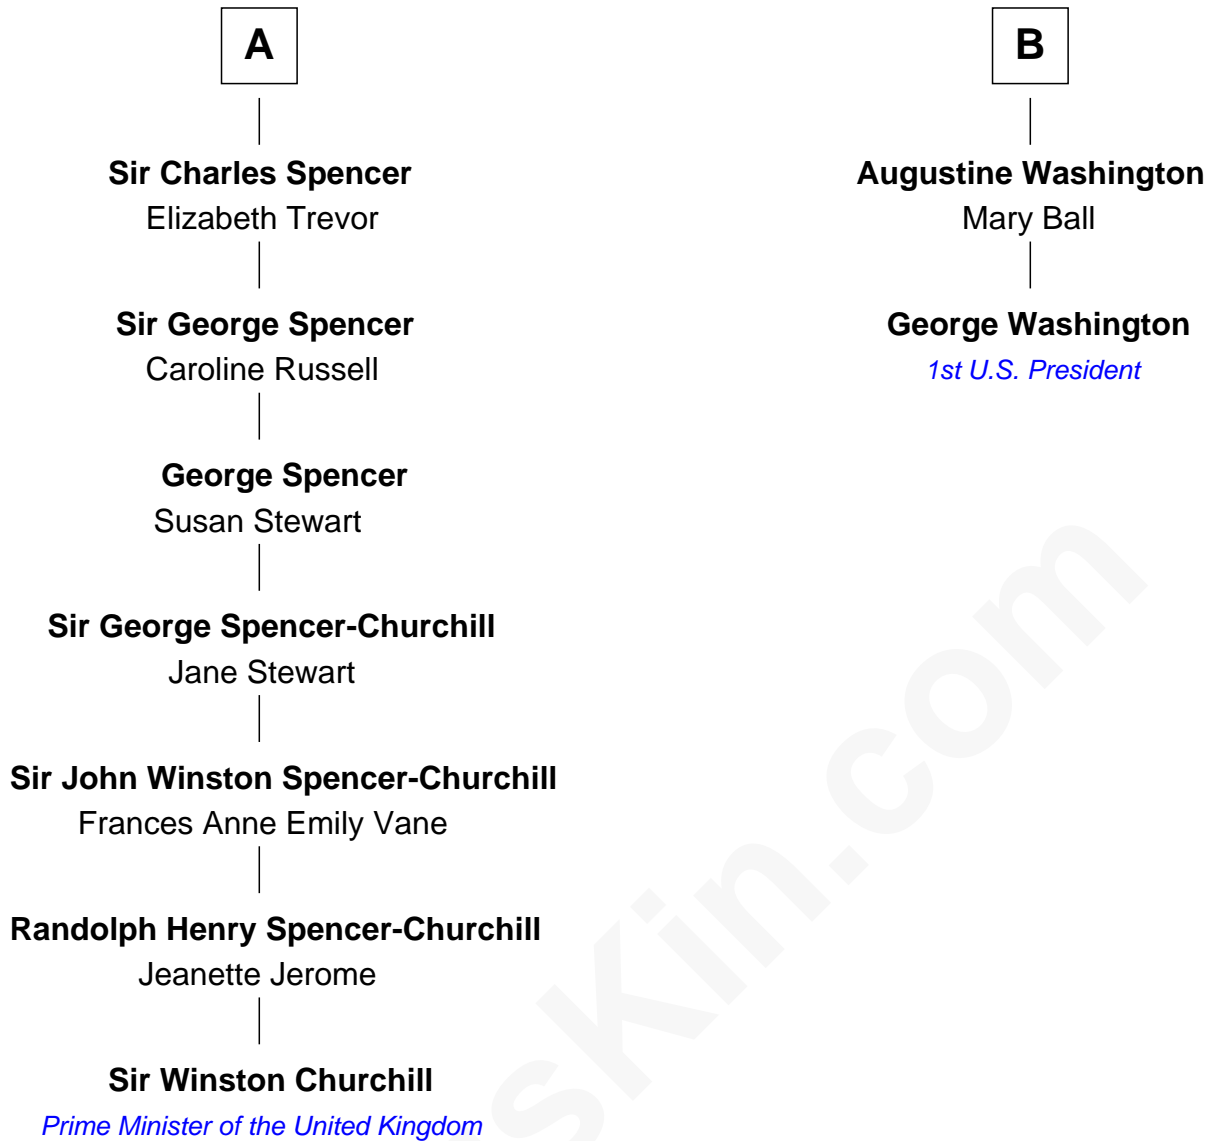 A
Sir Charles Spencer
Elizabeth Trevor
Sir George Spencer
Caroline Russell
George Spencer
Susan Stewart
Sir George Spencer-Churchill
Jane Stewart
Sir John Winston Spencer-Churchill
Frances Anne Emily Vane
Randolph Henry Spencer-Churchill
Jeanette Jerome
Sir Winston Churchill
Prime Minister of the United Kingdom
B
Augustine Washington
Mary Ball
George Washington
1st U.S. President
sKin.com